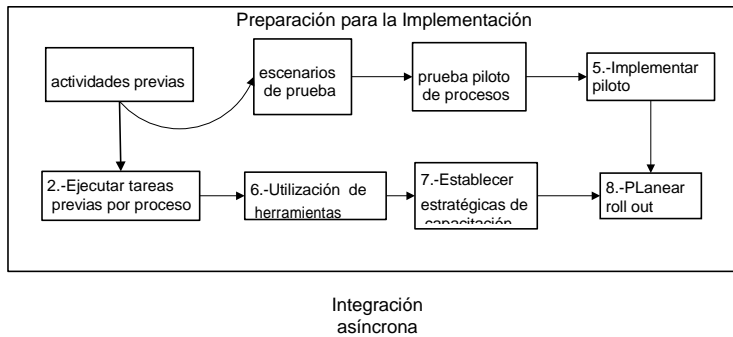 Preparación para la Implementación
actividades previas
escenarios
de prueba
prueba piloto
de procesos
5.-Implementar
piloto
2.-Ejecutar tareas
previas por proceso
6.-Utilización de
herramientas
7.-Establecer
estratégicas de
capacitación
8.-PLanear
roll out
Integración
asíncrona